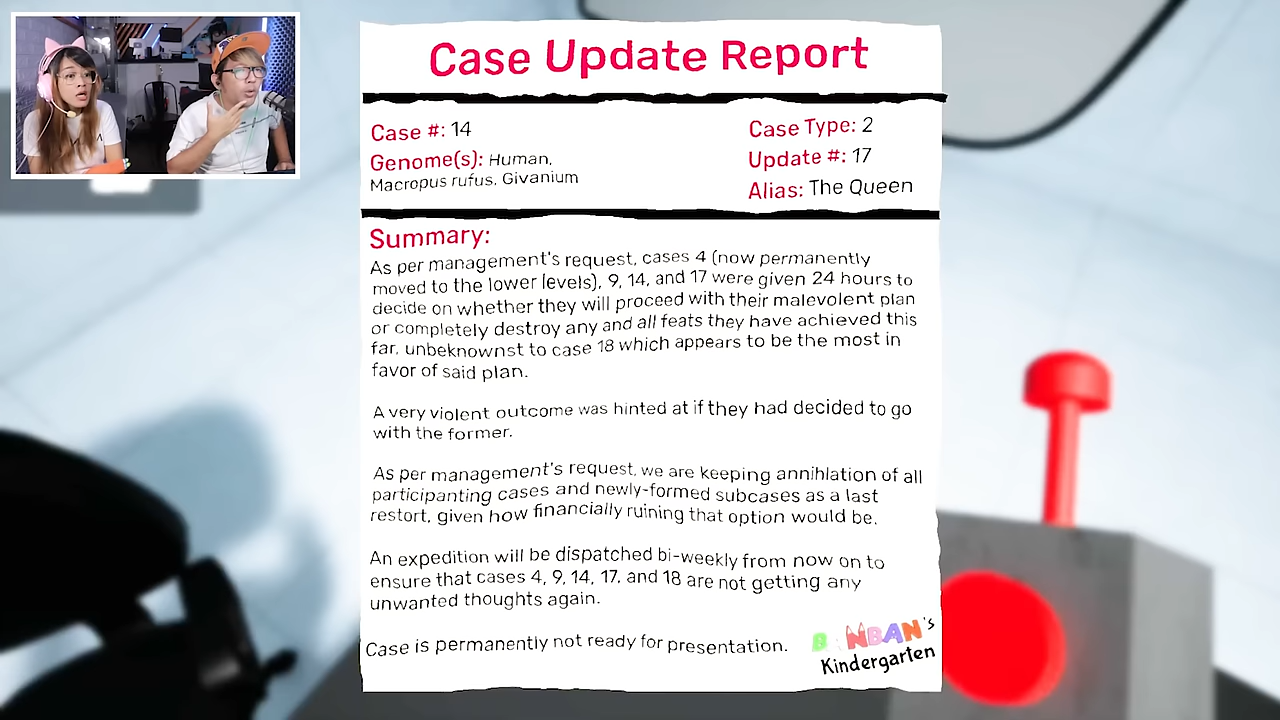 Case Update Report
Case #: 14
Genome(s): Human,
Macropus rufus. Givanium
Case Type: 2
Update #: 17
Alias: The Queen
Summary:
As per management's request, cases 4 (now permanently
moved to the lower levels), 9, 14, and 17 were given 24 hours to
decide on whether they will proceed with their malevolent plan
or completely destroy any and all feats they have achieved this
far, unbeknownst to case 18 which appears to be the most in
favor of said plan.
A very violent outcome was hinted at if they had decided to go
with the former.
As per management's request, we are keeping annihlation of all
participanting cases and newly-formed subcases as a last
restort, given how financially ruining that option would be.
An expedition will be dispatched bi-weekly from now on to
ensure that cases 4, 9, 14, 17, and 18 are not getting any
unwanted thoughts again.
Case is permanently not ready for presentation.
BANBAN's
Kindergarten